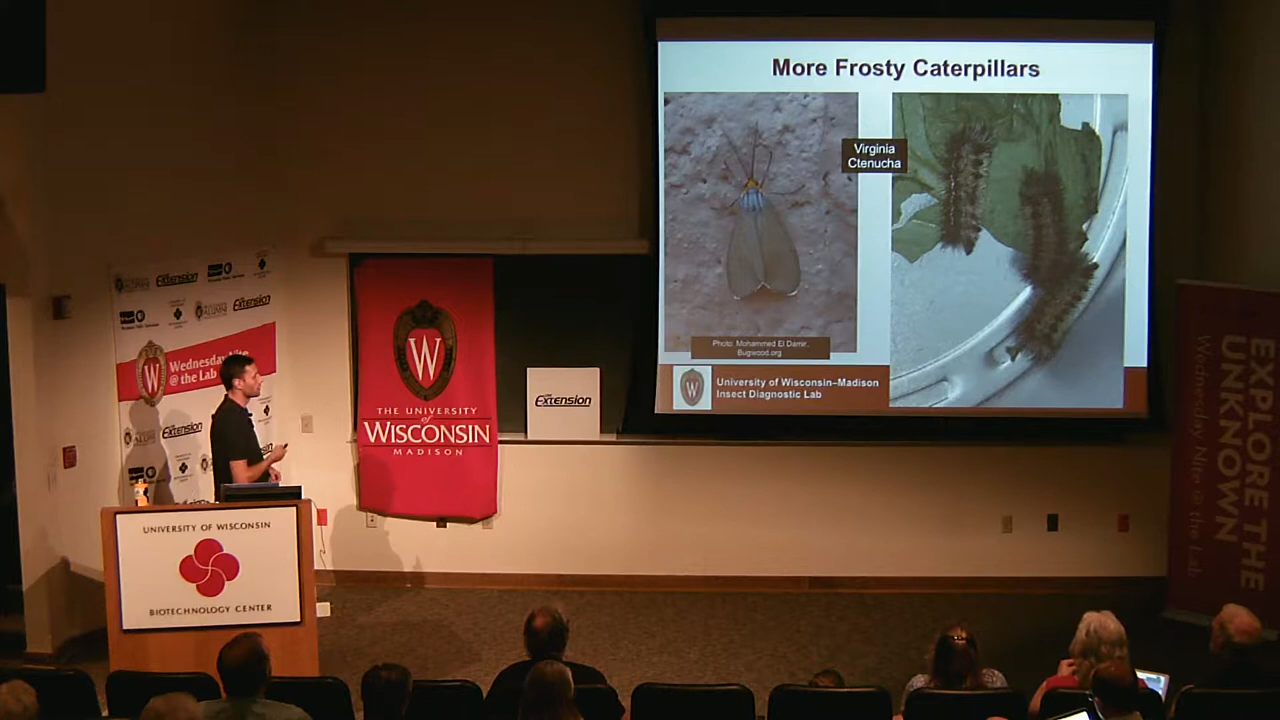 More Frosty Caterpillars
Virginia
Ctenucha
Photo: Mohammed El Damir,
Bugwood.org
University of Wisconsin–Madison
Insect Diagnostic Lab
Extension
Extension
Wednesday Nite
@ the Lab
Extension
W
THE UNIVERSITY
of
WISCONSIN
MADISON
Extension
UNIVERSITY OF WISCONSIN
BIOTECHNOLOGY CENTER
EXPLORE THE
UNKNOWN
Wednesday Nite @ the Lab